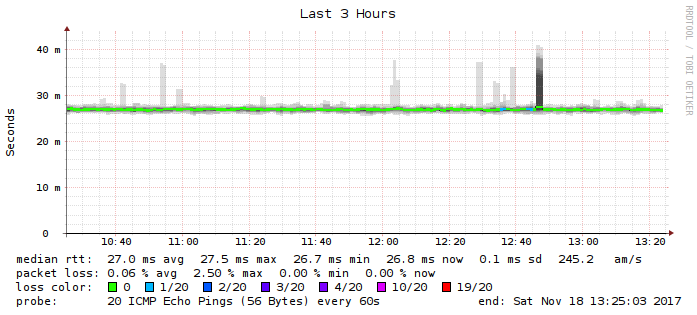 Last 3 Hours
RRDTOOL / TOBI OETIKER
Seconds
40 m
30 m
20 m
10 m
0
10:40 11:00 11:20 11:40 12:00 12:20 12:40 13:00 13:20
median rtt: 27.0 ms avg 27.5 ms max 26.7 ms min 26.8 ms now 0.1 ms sd 245.2 am/s
packet loss: 0.06 % avg 2.50 % max 0.00 % min 0.00 % now
loss color: 0 1/20 2/20 3/20 4/20 10/20 19/20
probe: 20 ICMP Echo Pings (56 Bytes) every 60s end: Sat Nov 18 13:25:03 2017